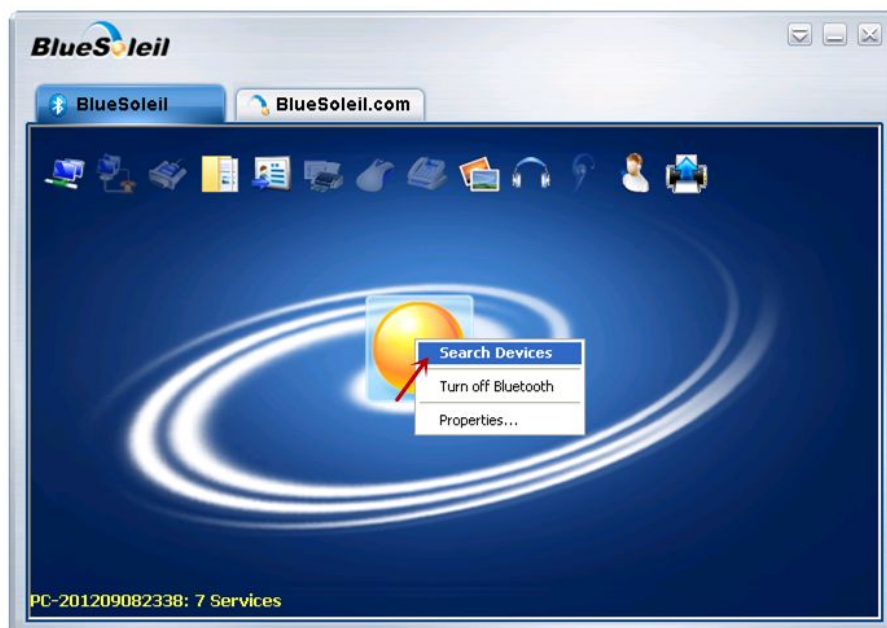 BlueSoleil
BlueSoleil
BlueSoleil.com
Search Devices
Turn off Bluetooth
Properties...
PC-201209082338: 7 Services